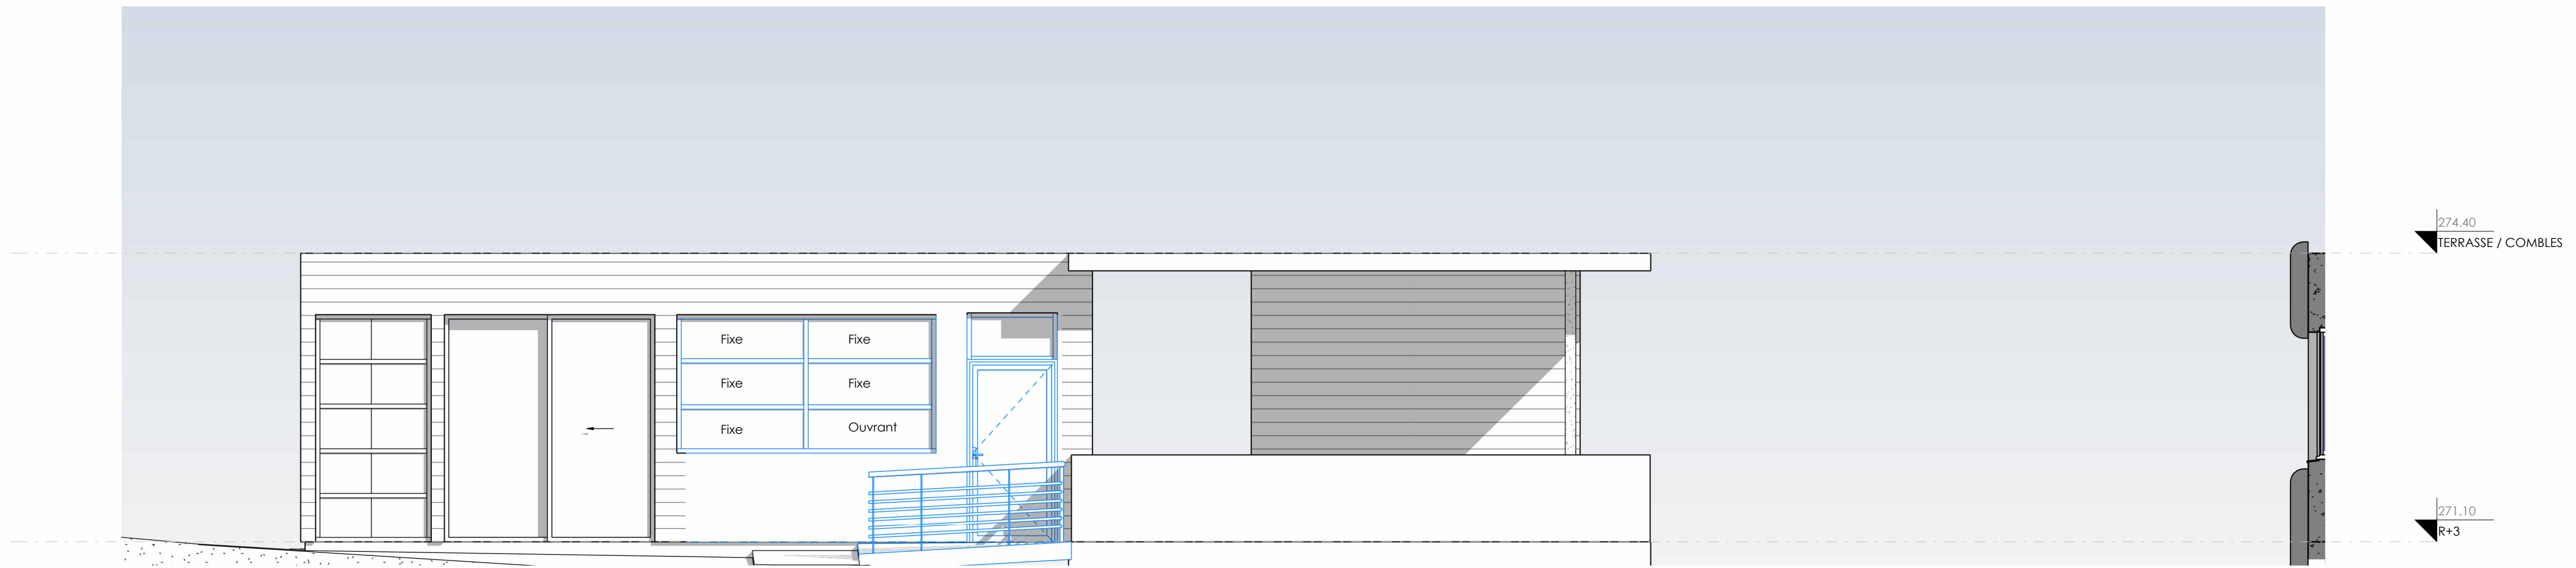 274.40
TERRASSE / COMBLES
Fixe Fixe
Fixe Fixe
Fixe Ouvrant
271.10
R+3